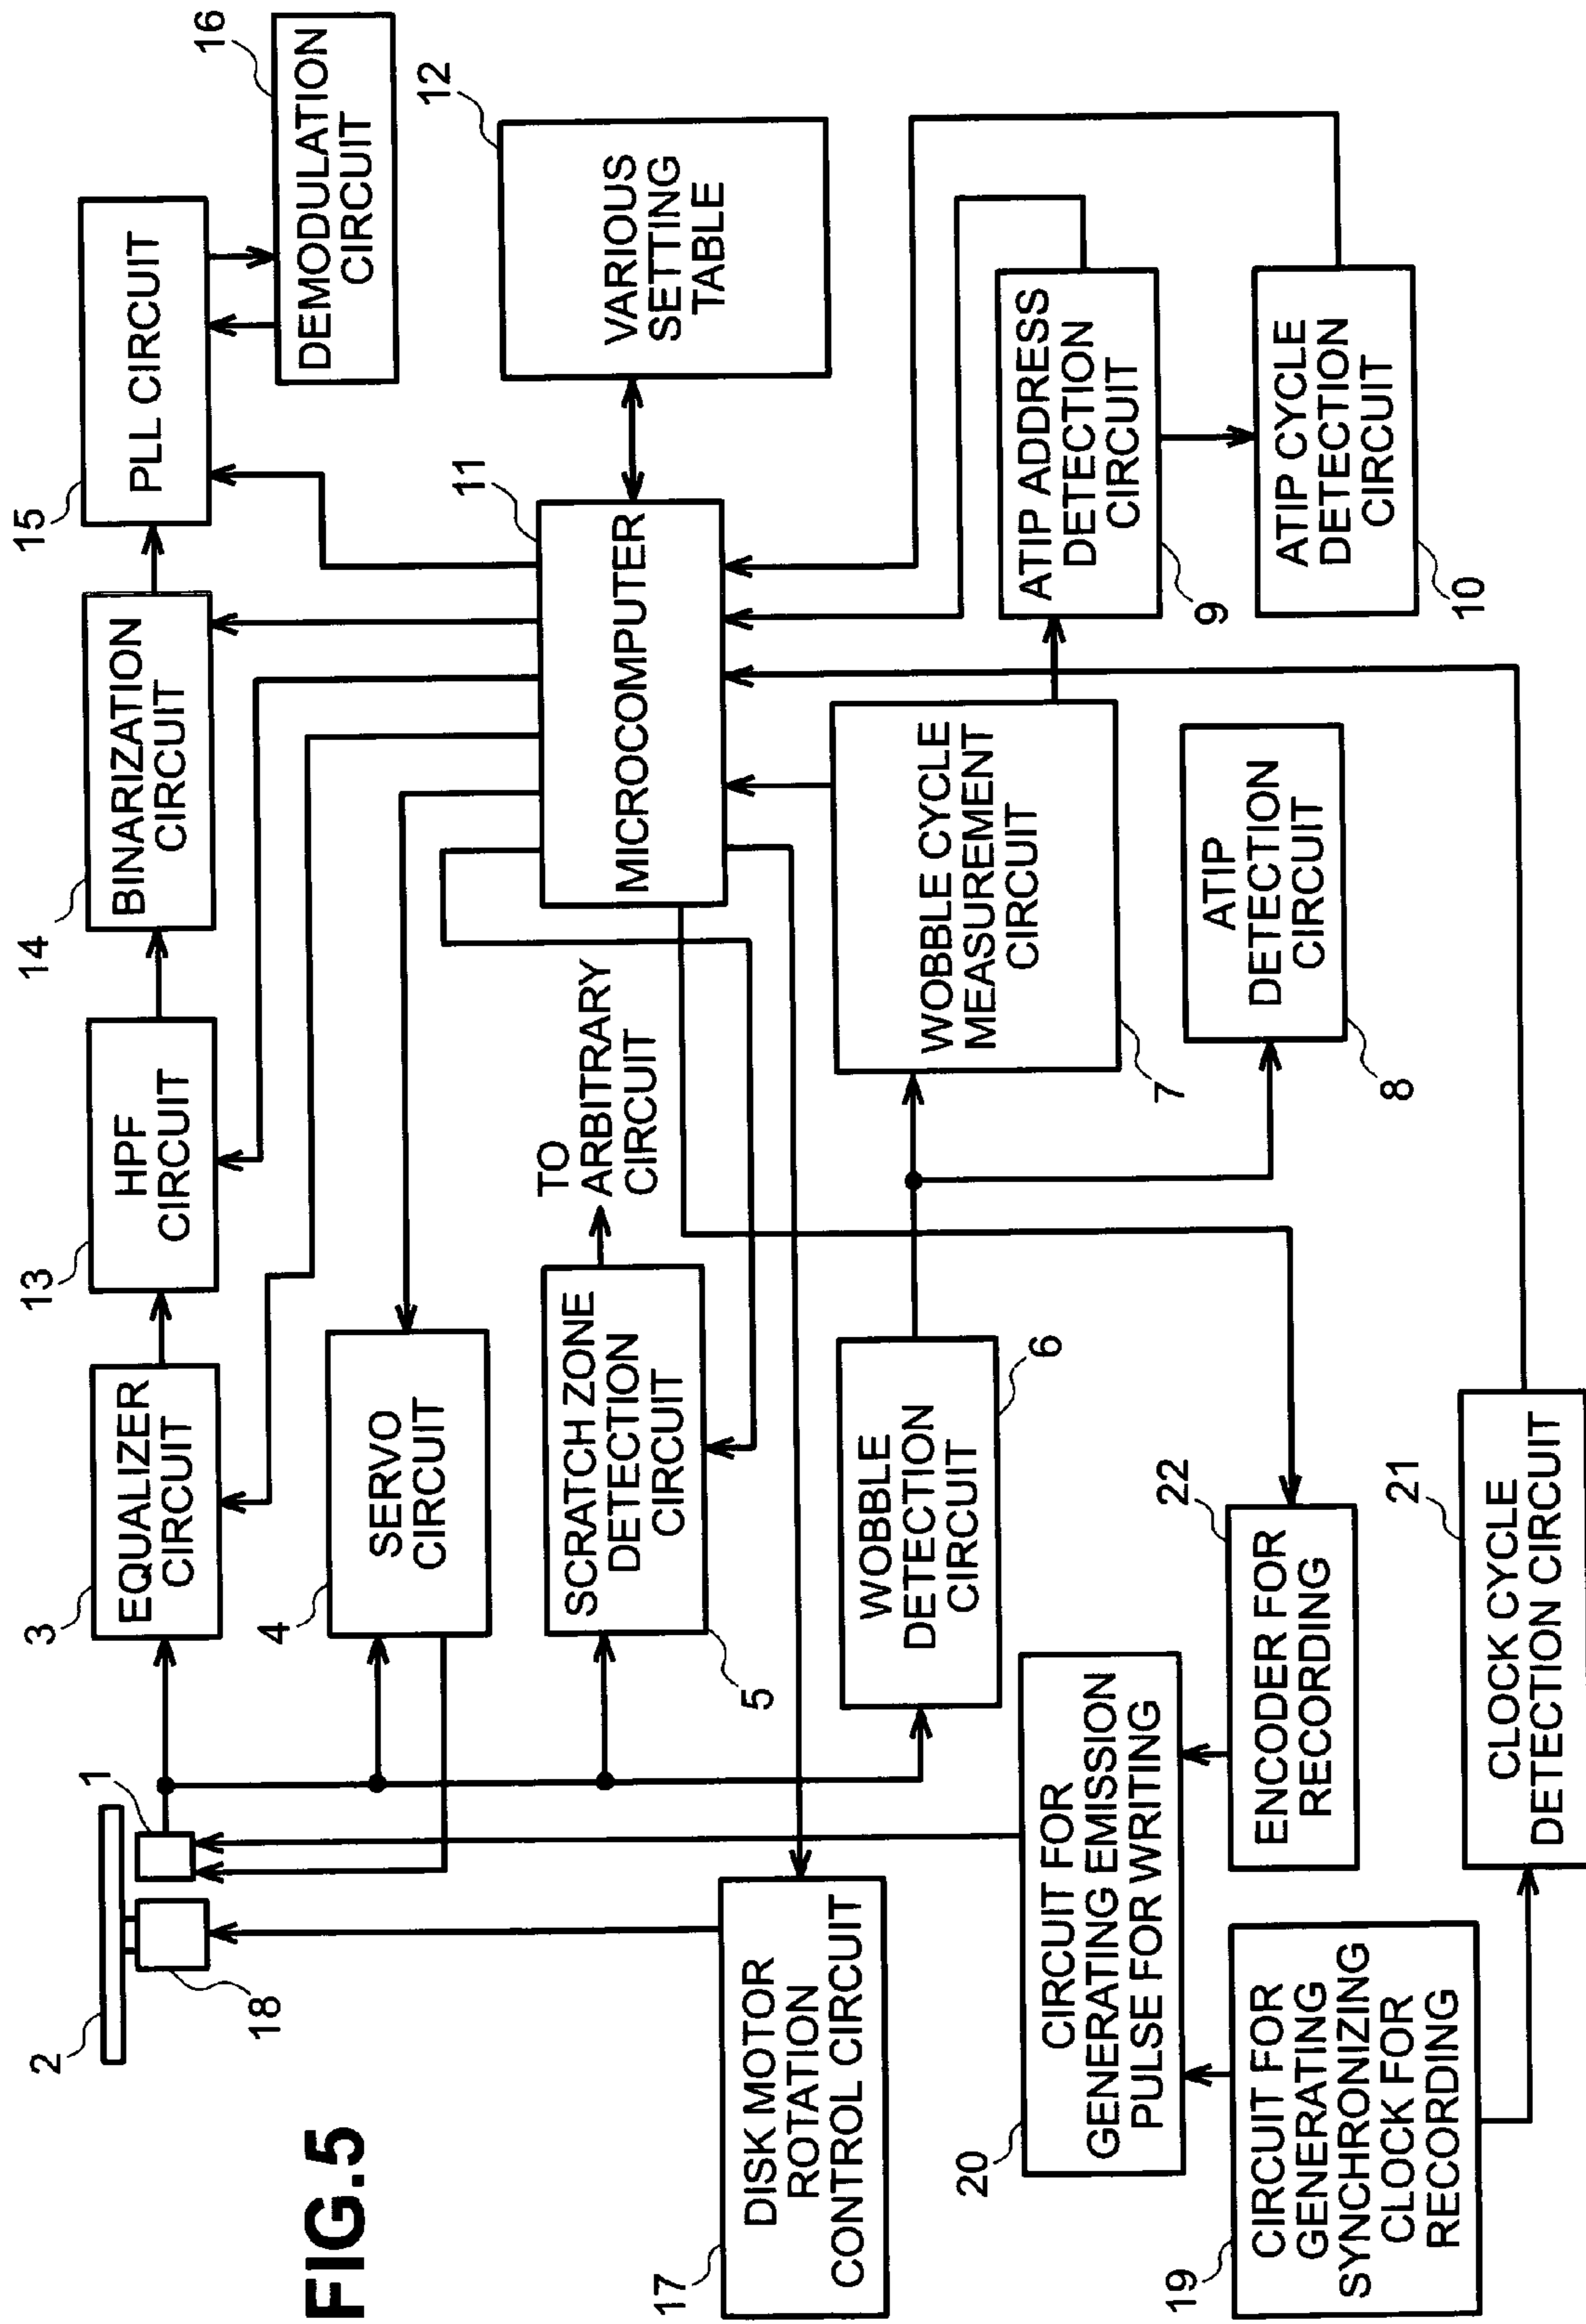 FIG.5
2
18
1
3
EQUALIZER
CIRCUIT
13
HPF
CIRCUIT
14
BINARIZATION
CIRCUIT
15
PLL CIRCUIT
16
DEMODULATION
CIRCUIT
4
SERVO
CIRCUIT
5
SCRATCH ZONE
DETECTION
CIRCUIT
TO
ARBITRARY
CIRCUIT
11
MICROCOMPUTER
12
VARIOUS
SETTING
TABLE
17
DISK MOTOR
ROTATION
CONTROL CIRCUIT
6
WOBBLE
DETECTION
CIRCUIT
7
WOBBLE CYCLE
MEASUREMENT
CIRCUIT
8
ATIP
DETECTION
CIRCUIT
9
ATIP ADDRESS
DETECTION
CIRCUIT
10
ATIP CYCLE
DETECTION
CIRCUIT
20
CIRCUIT FOR
GENERATING EMISSION
PULSE FOR WRITING
22
ENCODER FOR
RECORDING
19
CIRCUIT FOR
GENERATING
SYNCHRONIZING
CLOCK FOR
RECORDING
21
CLOCK CYCLE
DETECTION CIRCUIT